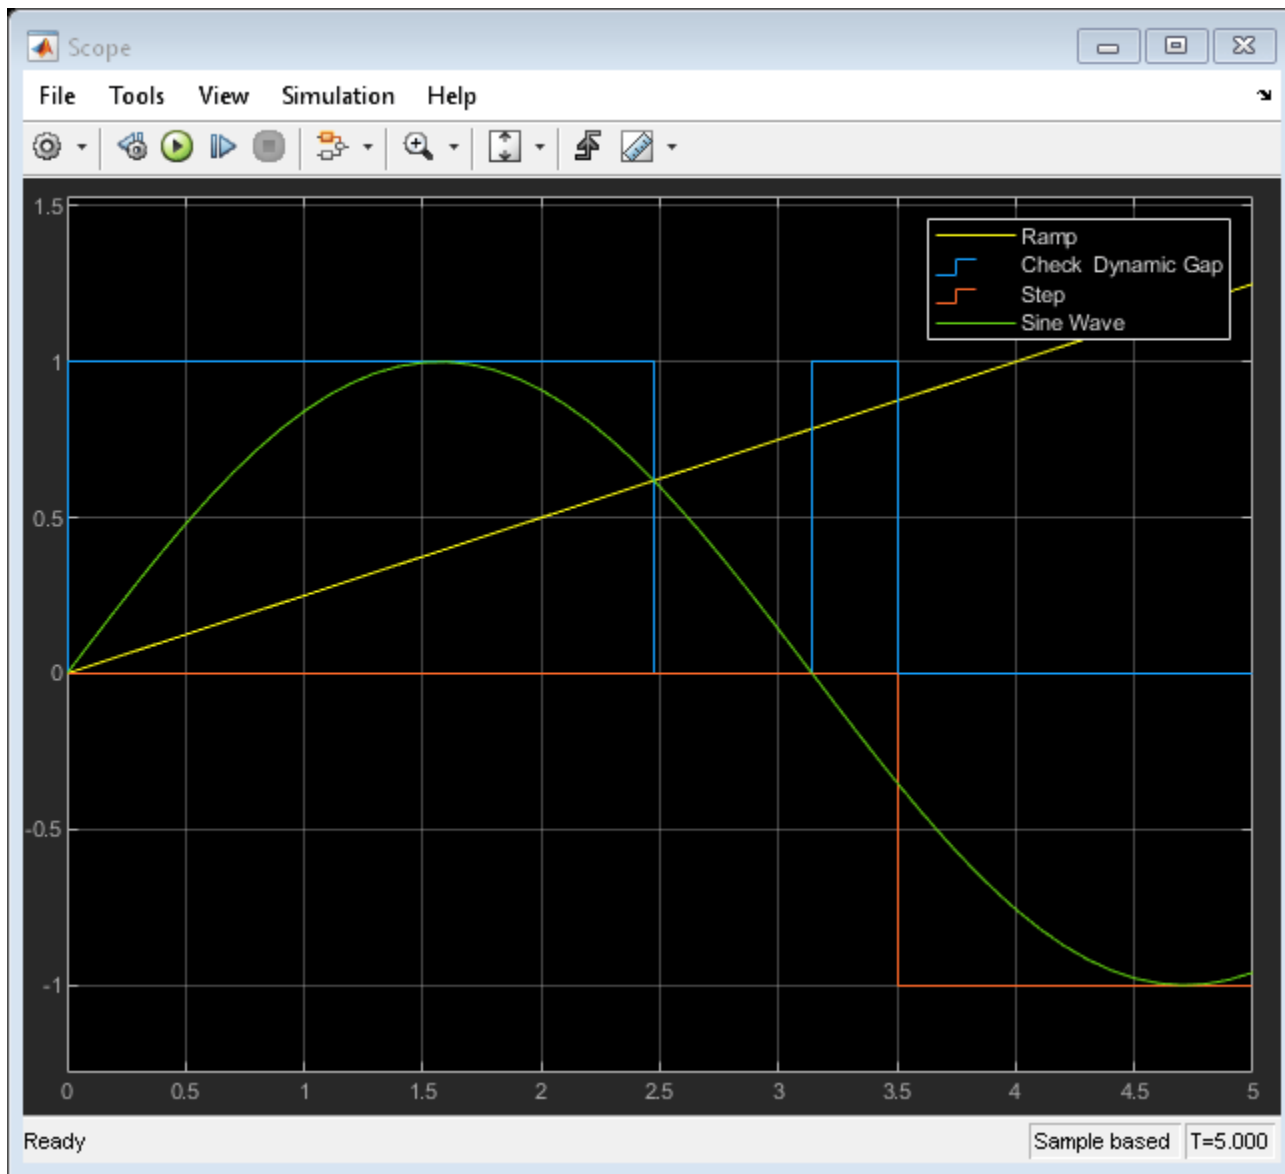 Scope
File Tools View Simulation Help
1.5
1
0.5
0
-0.5
-1
Ramp
Check Dynamic Gap
Step
Sine Wave
0 0.5 1 1.5 2 2.5 3 3.5 4 4.5 5
Ready
Sample based T=5.000